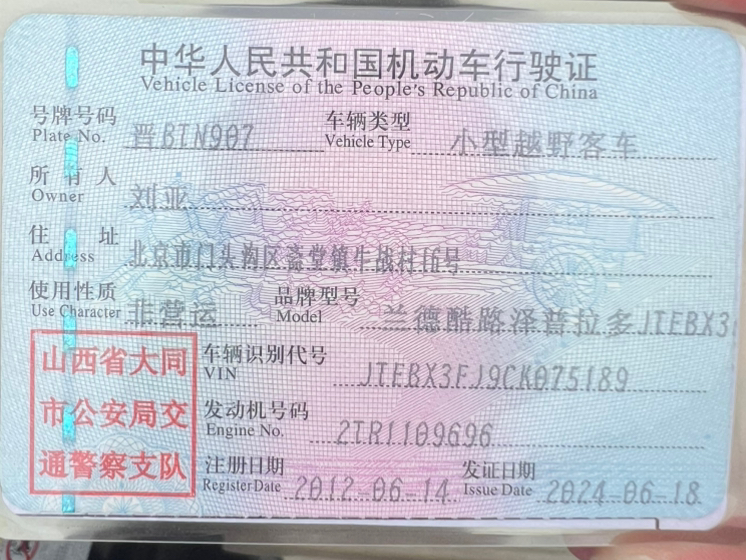 中华人民共和国机动车行驶证
Vehicle License of the People's Republic of China
号牌号码 晋BTN907 车辆类型 小型越野客车
Plate No. Vehicle Type
所有人 刘亚
Owner
住址 北京市门头沟区斋堂镇牛战村16号
Address
使用性质 非营运 品牌型号 兰德酷路泽普拉多JTEBX3
Use Character Model
山西省大同
市公安局交
通警察支队
车辆识别代号 JTEBX3FJ9CK075189
VIN
发动机号码 2TR1109696
Engine No.
注册日期 2012-06-14 发证日期 2024-06-18
Register Date Issue Date